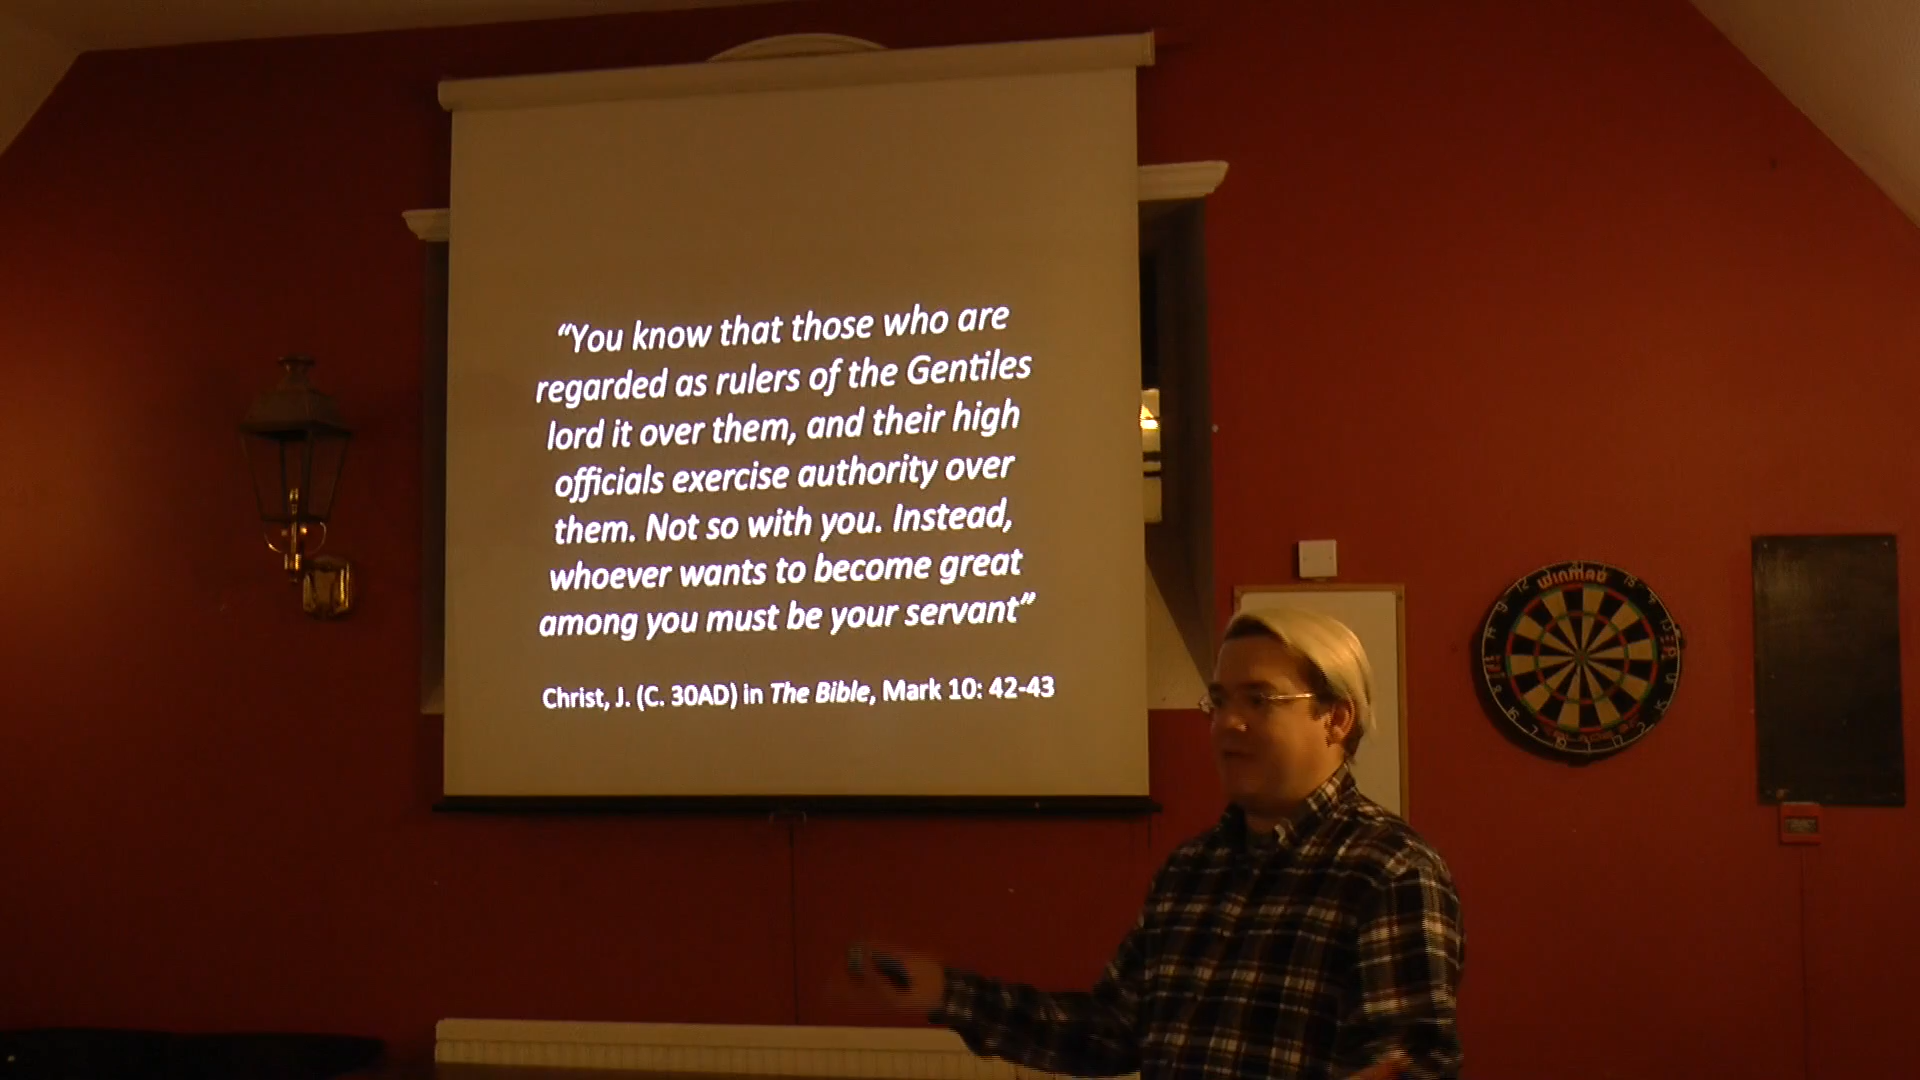 “You know that those who are
regarded as rulers of the Gentiles
lord it over them, and their high
officials exercise authority over
them. Not so with you. Instead,
whoever wants to become great
among you must be your servant”
Christ, J. (C. 30AD) in The Bible, Mark 10: 42-43
WINMAU